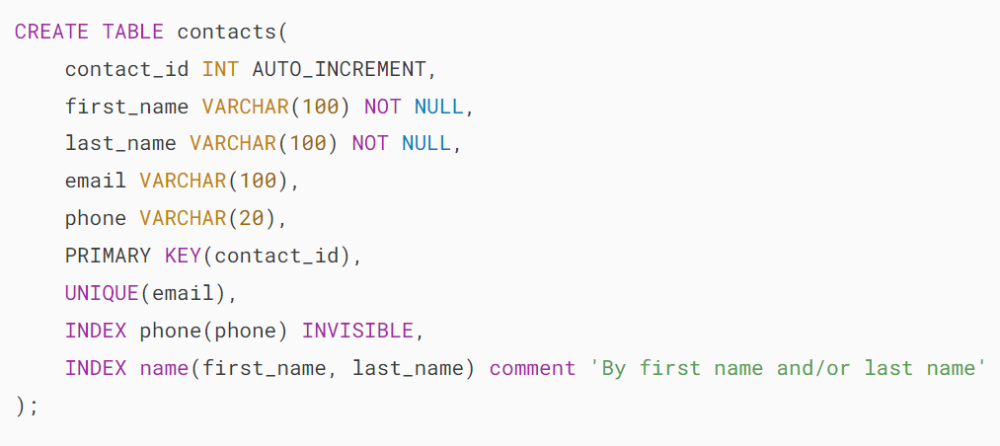 CREATE TABLE contacts(
    contact_id INT AUTO_INCREMENT,
    first_name VARCHAR(100) NOT NULL,
    last_name VARCHAR(100) NOT NULL,
    email VARCHAR(100),
    phone VARCHAR(20),
    PRIMARY KEY(contact_id),
    UNIQUE(email),
    INDEX phone(phone) INVISIBLE,
    INDEX name(first_name, last_name) comment 'By first name and/or last name'
);